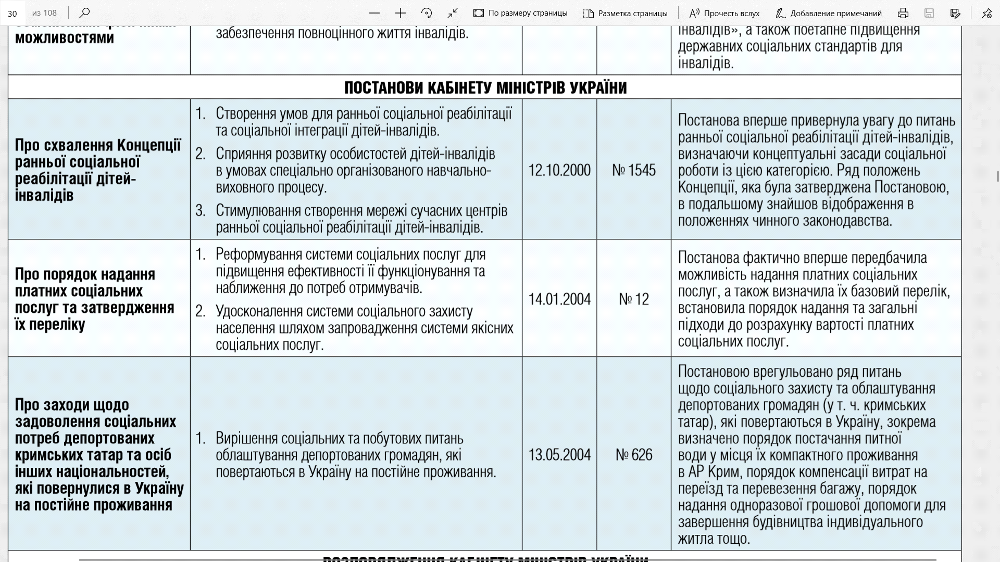 30 из 108 По размеру страницы Разметка страницы Прочесть вслух Добавление примечаний
можливостями
забезпечення повноцінного життя інвалідів.
інвалідів», а також поетапне підвищення
державних соціальних стандартів для
інвалідів.
ПОСТАНОВИ КАБІНЕТУ МІНІСТРІВ УКРАЇНИ
Про схвалення Концепції
ранньої соціальної
реабілітації дітей-
інвалідів
1. Створення умов для ранньої соціальної реабілітації
та соціальної інтеграції дітей-інвалідів.
2. Сприяння розвитку особистостей дітей-інвалідів
в умовах спеціально організованого навчально-
виховного процесу.
3. Стимулювання створення мережі сучасних центрів
ранньої соціальної реабілітації дітей-інвалідів.
12.10.2000
№ 1545
Постанова вперше привернула увагу до питань
ранньої соціальної реабілітації дітей-інвалідів,
визначаючи концептуальні засади соціальної
роботи із цією категорією. Ряд положень
Концепції, яка була затверджена Постановою,
в подальшому знайшов відображення в
положеннях чинного законодавства.
Про порядок надання
платних соціальних
послуг та затвердження
їх переліку
1. Реформування системи соціальних послуг для
підвищення ефективності її функціонування та
наближення до потреб отримувачів.
2. Удосконалення системи соціального захисту
населення шляхом запровадження системи якісних
соціальних послуг.
14.01.2004
№ 12
Постанова фактично вперше передбачила
можливість надання платних соціальних
послуг, а також визначила їх базовий перелік,
встановила порядок надання та загальні
підходи до розрахунку вартості платних
соціальних послуг.
Про заходи щодо
задоволення соціальних
потреб депортованих
кримських татар та осіб
інших національностей,
які повернулися в Україну
на постійне проживання
1. Вирішення соціальних та побутових питань
облаштування депортованих громадян, які
повертаються в Україну на постійне проживання.
13.05.2004
№ 626
Постановою врегульовано ряд питань
щодо соціального захисту та облаштування
депортованих громадян (у т. ч. кримських
татар), які повертаються в Україну, зокрема
визначено порядок постачання питної
води у місця їх компактного проживання
в АР Крим, порядок компенсації витрат на
переїзд та перевезення багажу, порядок
надання одноразової грошової допомоги для
завершення будівництва індивідуального
житла тощо.
РОЗПОРЯДЖЕННЯ КАБІНЕТУ МІНІСТРІВ УКРАЇНИ